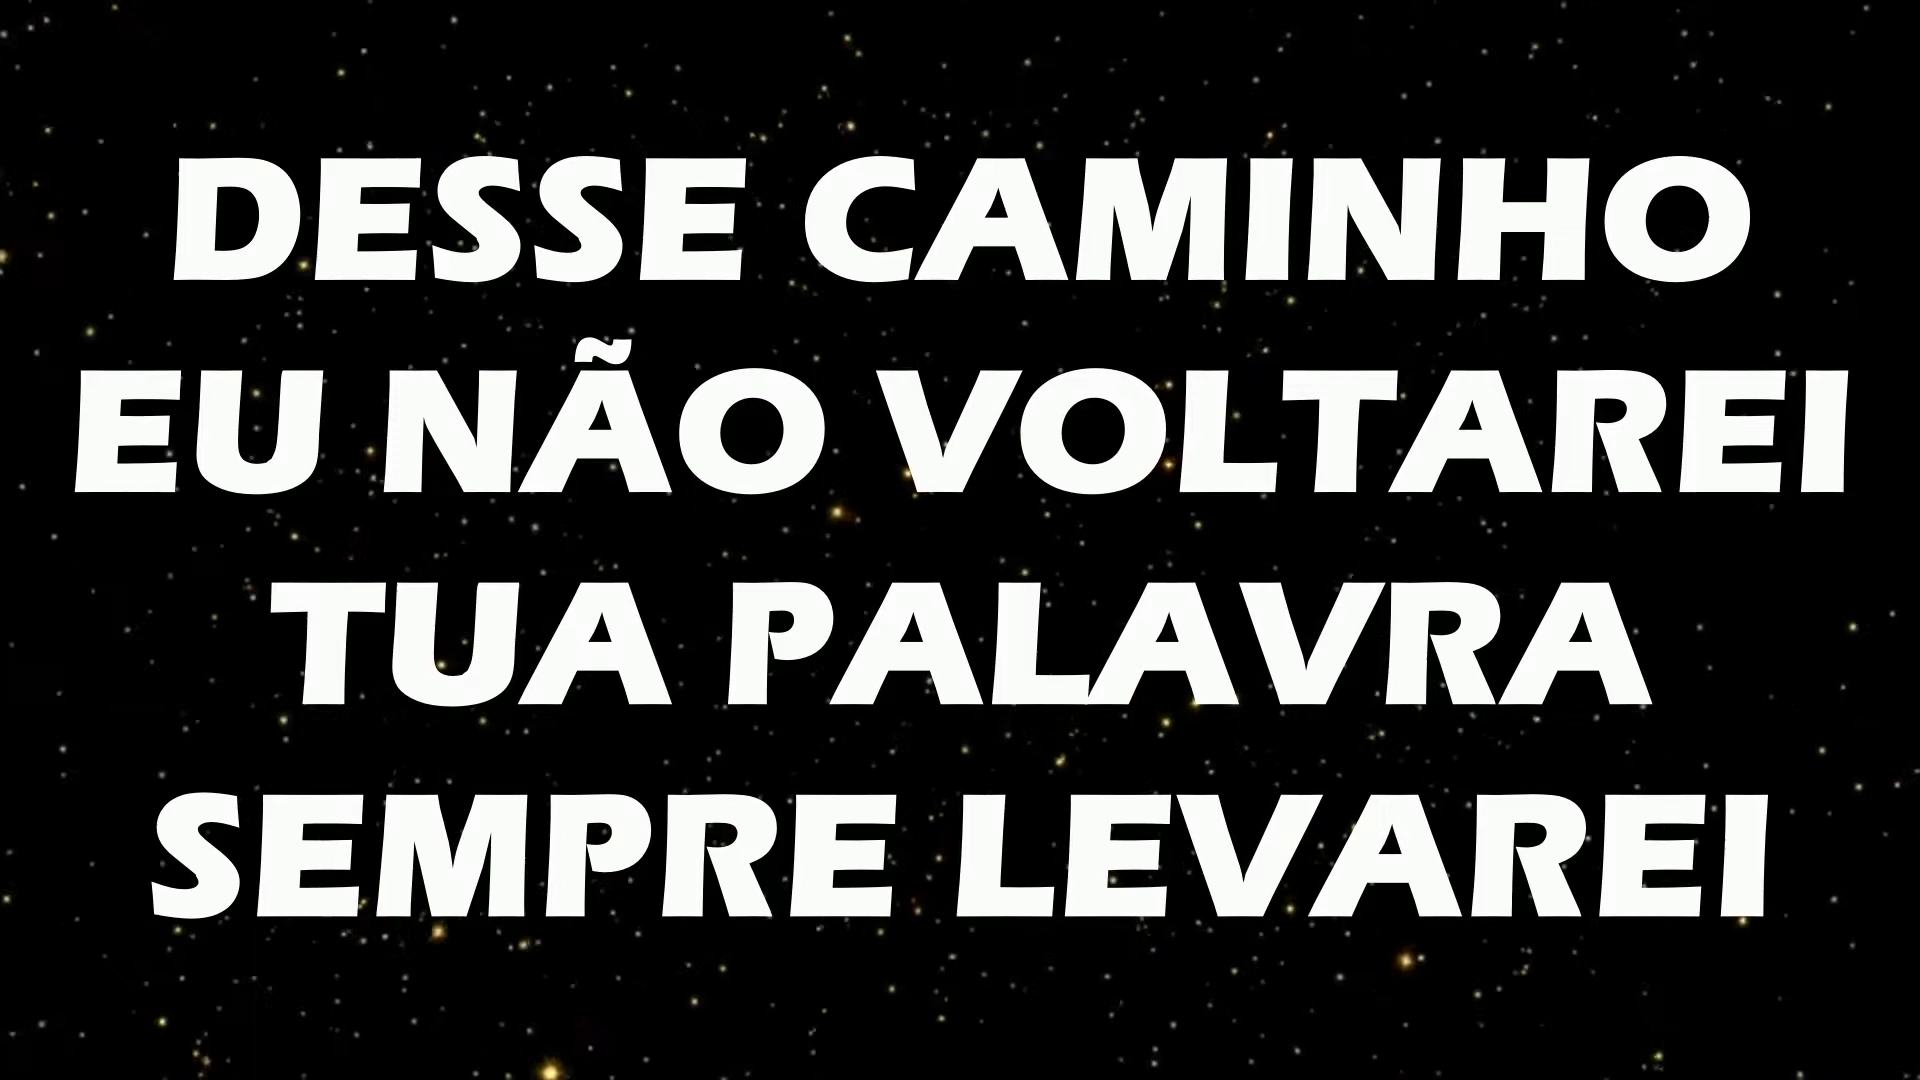 DESSE CAMINHO
EU NÃO VOLTAREI
TUA PALAVRA
SEMPRE LEVAREI